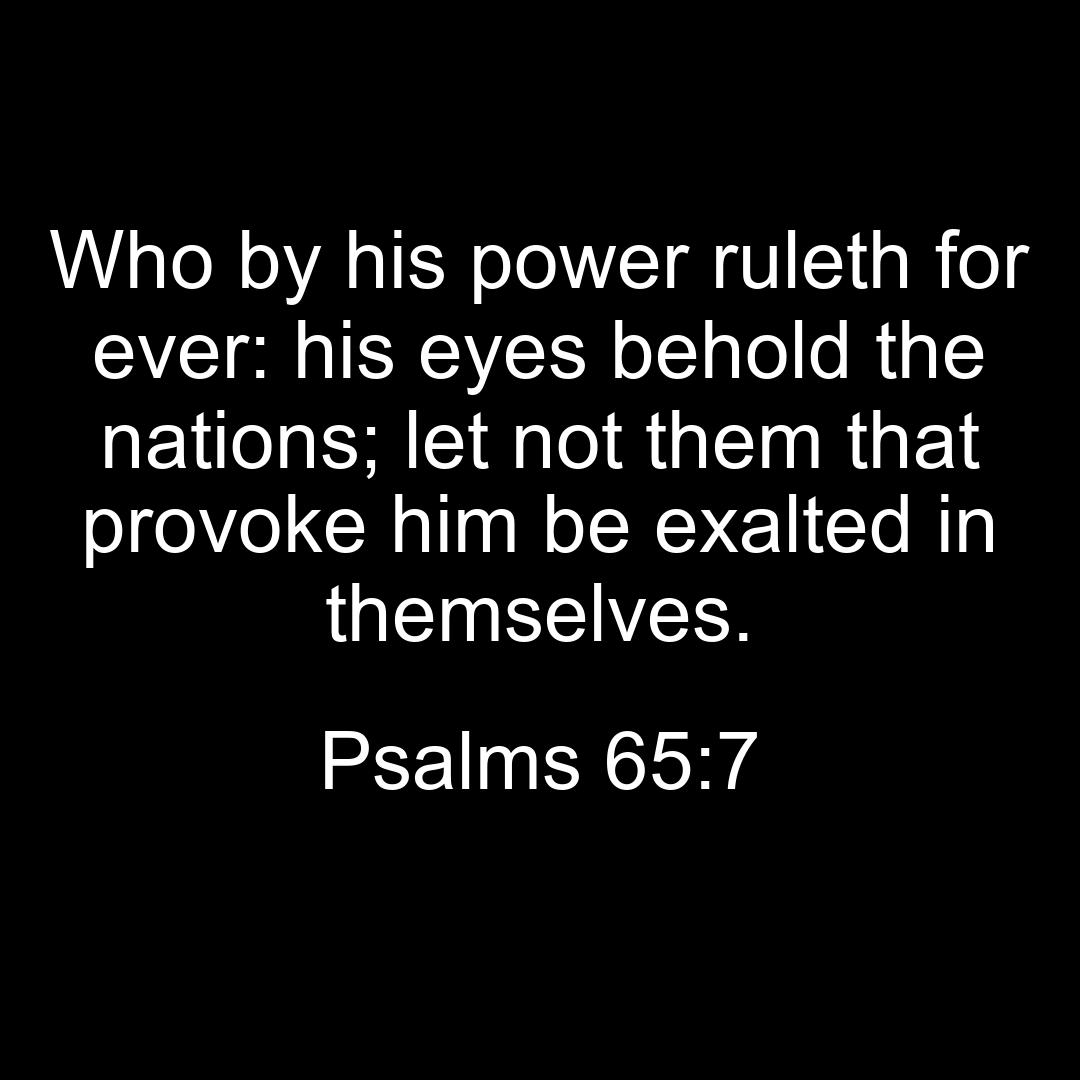 Who by his power ruleth for
ever: his eyes behold the
nations; let not them that
provoke him be exalted in
themselves.
Psalms 65:7